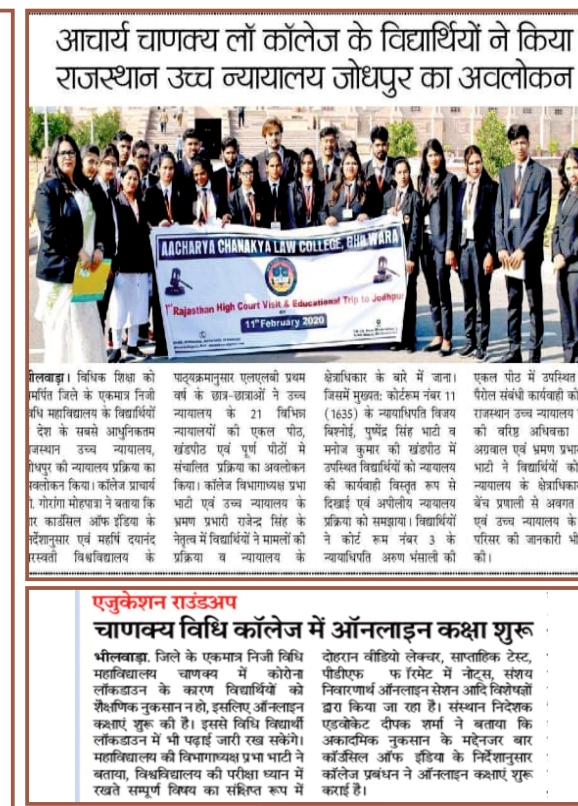 आचार्य चाणक्य लॉ कॉलेज के विद्यार्थियों ने किया
राजस्थान उच्च न्यायालय जोधपुर का अवलोकन
AACHARYA CHANAKYA LAW COLLEGE, BHILWARA
1st Rajasthan High Court Visit & Educational Trip to Jodhpur
on
11th February 2020
भीलवाड़ा। विधिक शिक्षा को
मर्पित जिले के एकमात्र निजी
वधि महाविद्यालय के विद्यार्थियों
देश के सबसे आधुनिकतम
राजस्थान उच्च न्यायालय,
जोधपुर की न्यायालय प्रक्रिया का
अवलोकन किया। कॉलेज प्राचार्य
गोरांगा मोहपात्रा ने बताया कि
बार काउंसिल ऑफ इंडिया के
निर्देशानुसार एवं महर्षि दयानंद
सरस्वती विश्वविद्यालय के
पाठ्यक्रमानुसार एलएलबी प्रथम
वर्ष के छात्र-छात्राओं ने उच्च
न्यायालय के 21 विभिन्न
न्यायालयों की एकल पीठ,
खंडपीठ एवं पूर्ण पीठों में
संचालित प्रक्रिया का अवलोकन
किया। कॉलेज विभागाध्यक्ष प्रभा
भाटी एवं उच्च न्यायालय के
भ्रमण प्रभारी राजेन्द्र सिंह के
नेतृत्व में विद्यार्थियों ने मामलों की
प्रक्रिया व न्यायालय के
क्षेत्राधिकार के बारे में जाना।
जिसमें मुख्यत: कोर्टरूम नंबर 11
(1635) के न्यायाधिपति विजय
बिश्नोई, पुष्पेंद्र सिंह भाटी व
मनोज कुमार की खंडपीठ में
उपस्थित विद्यार्थियों को न्यायालय
की कार्यवाही विस्तृत रूप से
दिखाई एवं अपीलीय न्यायालय
प्रक्रिया को समझाया। विद्यार्थियों
ने कोर्ट रूम नंबर 3 के
न्यायाधिपति अरुण भंसाली की
एकल पीठ में उपस्थित
पैरोल संबंधी कार्यवाही को
राजस्थान उच्च न्यायालय
की वरिष्ठ अधिवक्ता
अग्रवाल एवं भ्रमण प्रभा
भाटी ने विद्यार्थियों को
न्यायालय के क्षेत्राधिका
बेंच प्रणाली से अवगत
एवं उच्च न्यायालय के
परिसर की जानकारी भी
की।
एजुकेशन राउंडअप
चाणक्य विधि कॉलेज में ऑनलाइन कक्षा शुरू
भीलवाड़ा. जिले के एकमात्र निजी विधि
महाविद्यालय चाणक्य में कोरोना
लॉकडाउन के कारण विद्यार्थियों को
शैक्षणिक नुकसान न हो, इसलिए ऑनलाइन
कक्षाएं शुरू की है। इससे विधि विद्यार्थी
लॉकडाउन में भी पढ़ाई जारी रख सकेंगे।
महाविद्यालय की विभागाध्यक्ष प्रभा भाटी ने
बताया, विश्वविद्यालय की परीक्षा ध्यान में
रखते सम्पूर्ण विषय का संक्षिप्त रूप में
दोहरान वीडियो लेक्चर, साप्ताहिक टेस्ट,
पीडीएफ फॉरमेट में नोट्स, संशय
निवारणार्थ ऑनलाइन सेशन आदि विशेषज्ञों
द्वारा किया जा रहा है। संस्थान निदेशक
एडवोकेट दीपक शर्मा ने बताया कि
अकादमिक नुकसान के मद्देनजर बार
कॉउंसिल ऑफ इंडिया के निर्देशानुसार
कॉलेज प्रबंधन ने ऑनलाइन कक्षाएं शुरू
कराई है।